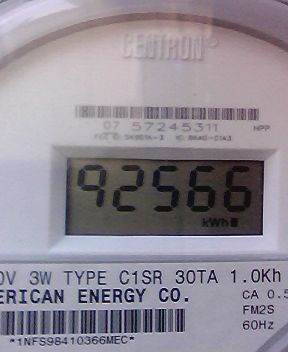 CENTRON®
07 57245311 HPP
92566
kWh
0V 3W TYPE C1SR 30TA 1.0Kh
ERICAN ENERGY CO.
CA 0.5
FM2S
60Hz
*1NFS98410366MEC*